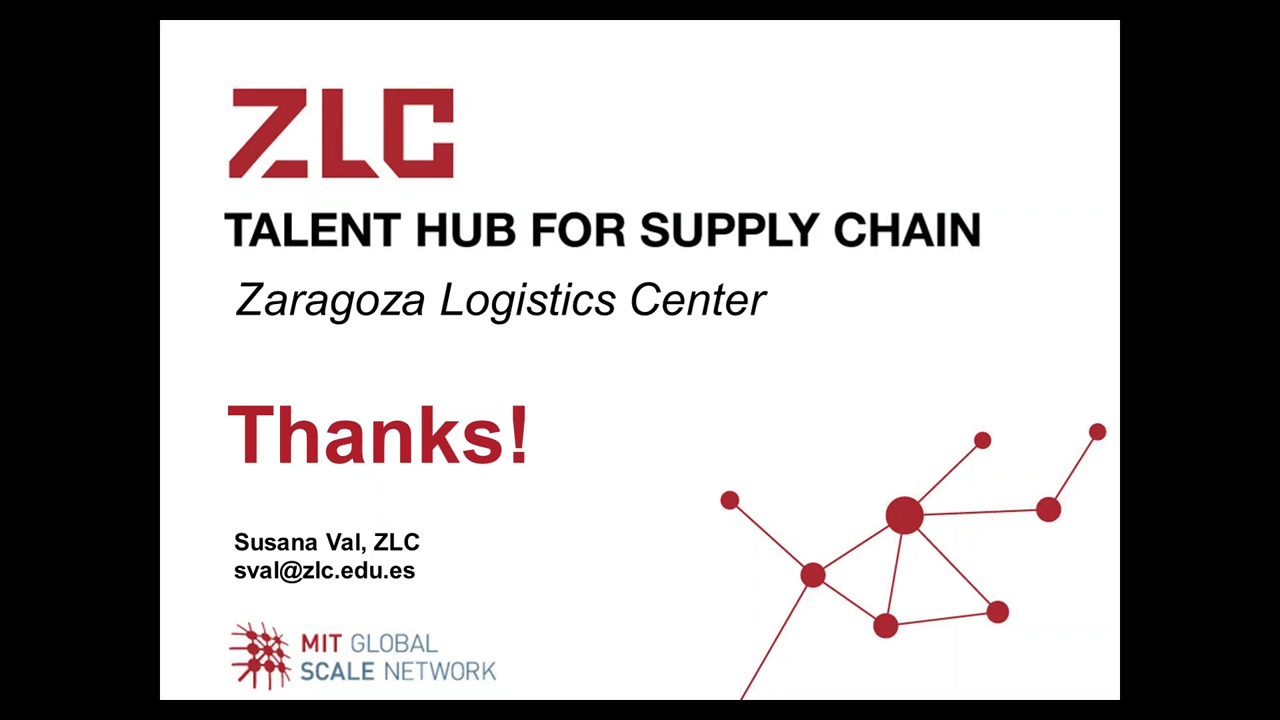 ZLC
TALENT HUB FOR SUPPLY CHAIN
Zaragoza Logistics Center
Thanks!
Susana Val, ZLC
sval@zlc.edu.es
MIT GLOBAL
SCALE NETWORK